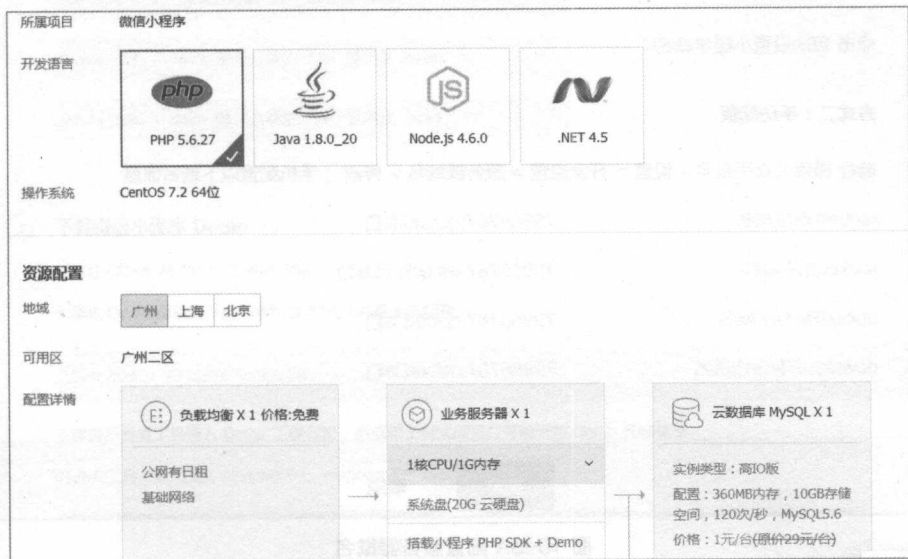 所属项目 微信小程序
开发语言
php
JS
PHP 5.6.27 Java 1.8.0_20 Node.js 4.6.0 .NET 4.5
操作系统 CentOS 7.2 64位
资源配置
地域 广州 上海 北京
可用区 广州二区
配置详情
负载均衡 X 1 价格:免费
公网有日租
基础网络
业务服务器 X 1
1核CPU/1G内存
系统盘(20G 云硬盘)
搭载小程序 PHP SDK + Demo
云数据库 MySQL X 1
实例类型：高IO版
配置：360MB内存，10GB存储
空间，120次/秒，MySQL5.6
价格：1元/台(原价29元/台)